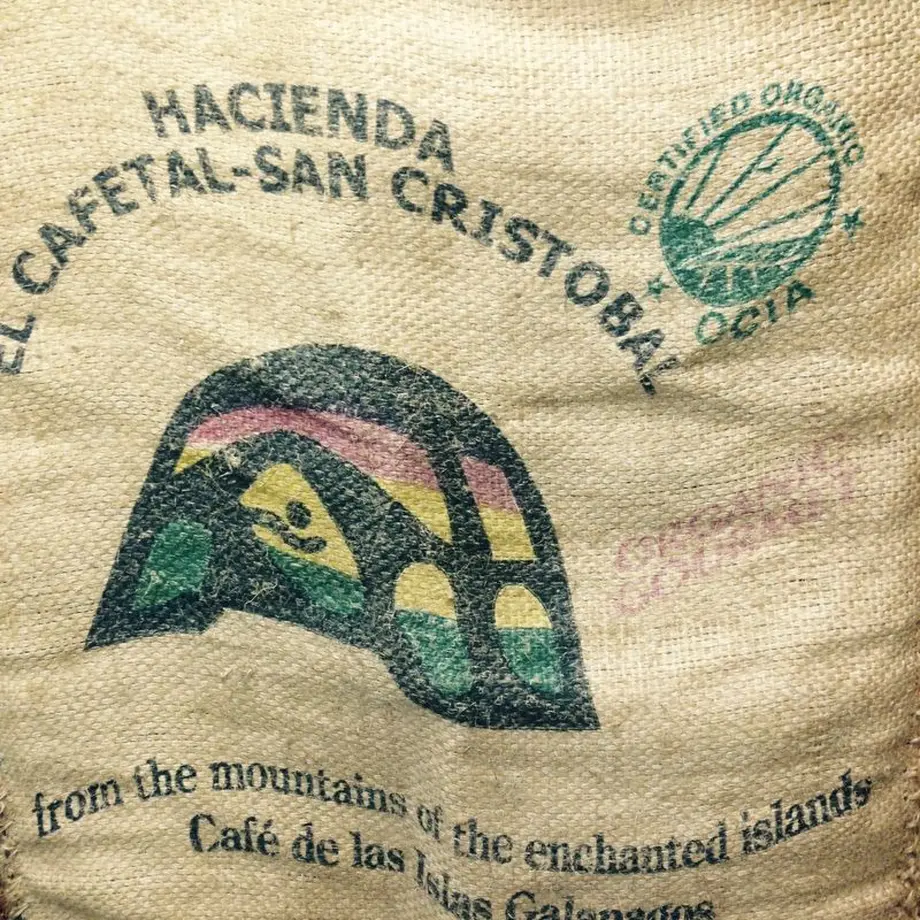 HACIENDA
EL CAFETAL-SAN CRISTOBAL
CERTIFIED ORGANIC
OCIA
from the mountains of the enchanted islands
Café de las Islas Galapagos